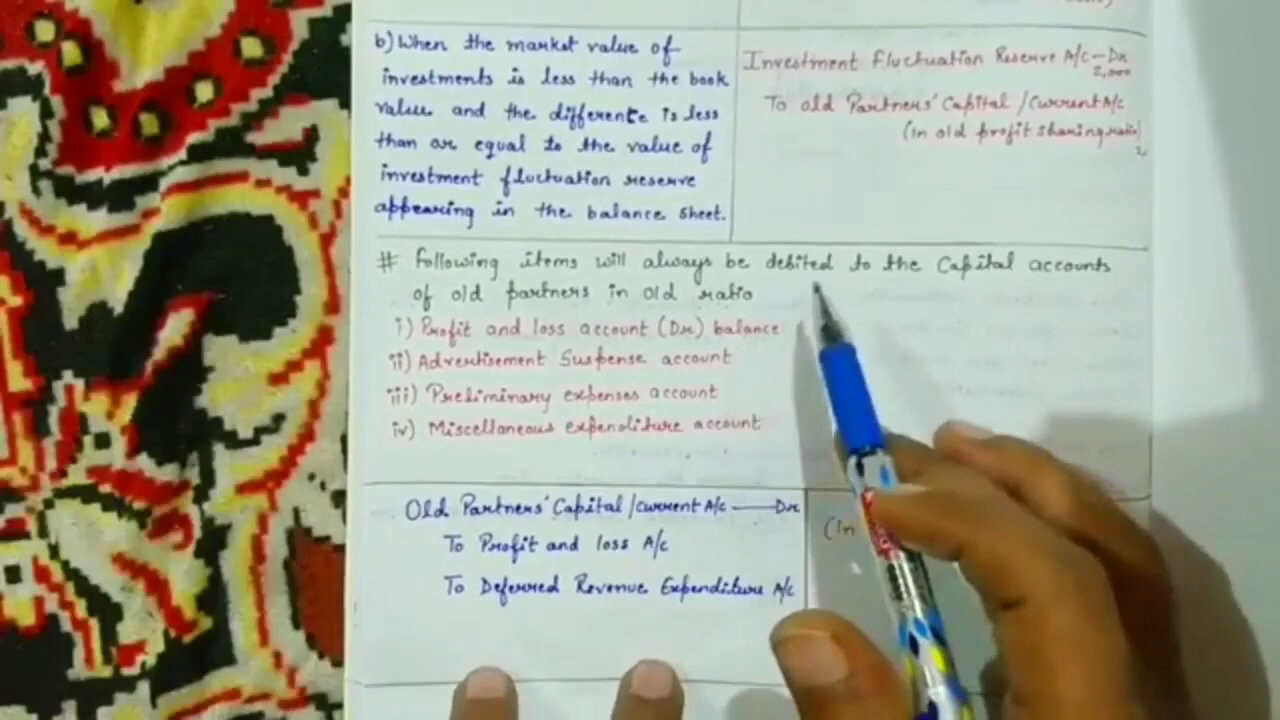 b) When the market value of
investments is less than the book
value and the difference is less
than or equal to the value of
investment fluctuation reserve
appearing in the balance sheet.
Investment Fluctuation Reserve A/c—Dr
2,000
To Old Partners' Capital /Current A/c
(in old profit sharing ratio)
# Following items will always be debited to the Capital accounts
of old partners in old ratio
i) Profit and loss account (Dr) balance
ii) Advertisement Suspense account
iii) Preliminary expenses account
iv) Miscellaneous expenditure account
Old Partners' Capital /Current A/c ——Dr
To Profit and loss A/c
To Deferred Revenue Expenditure A/c
(In